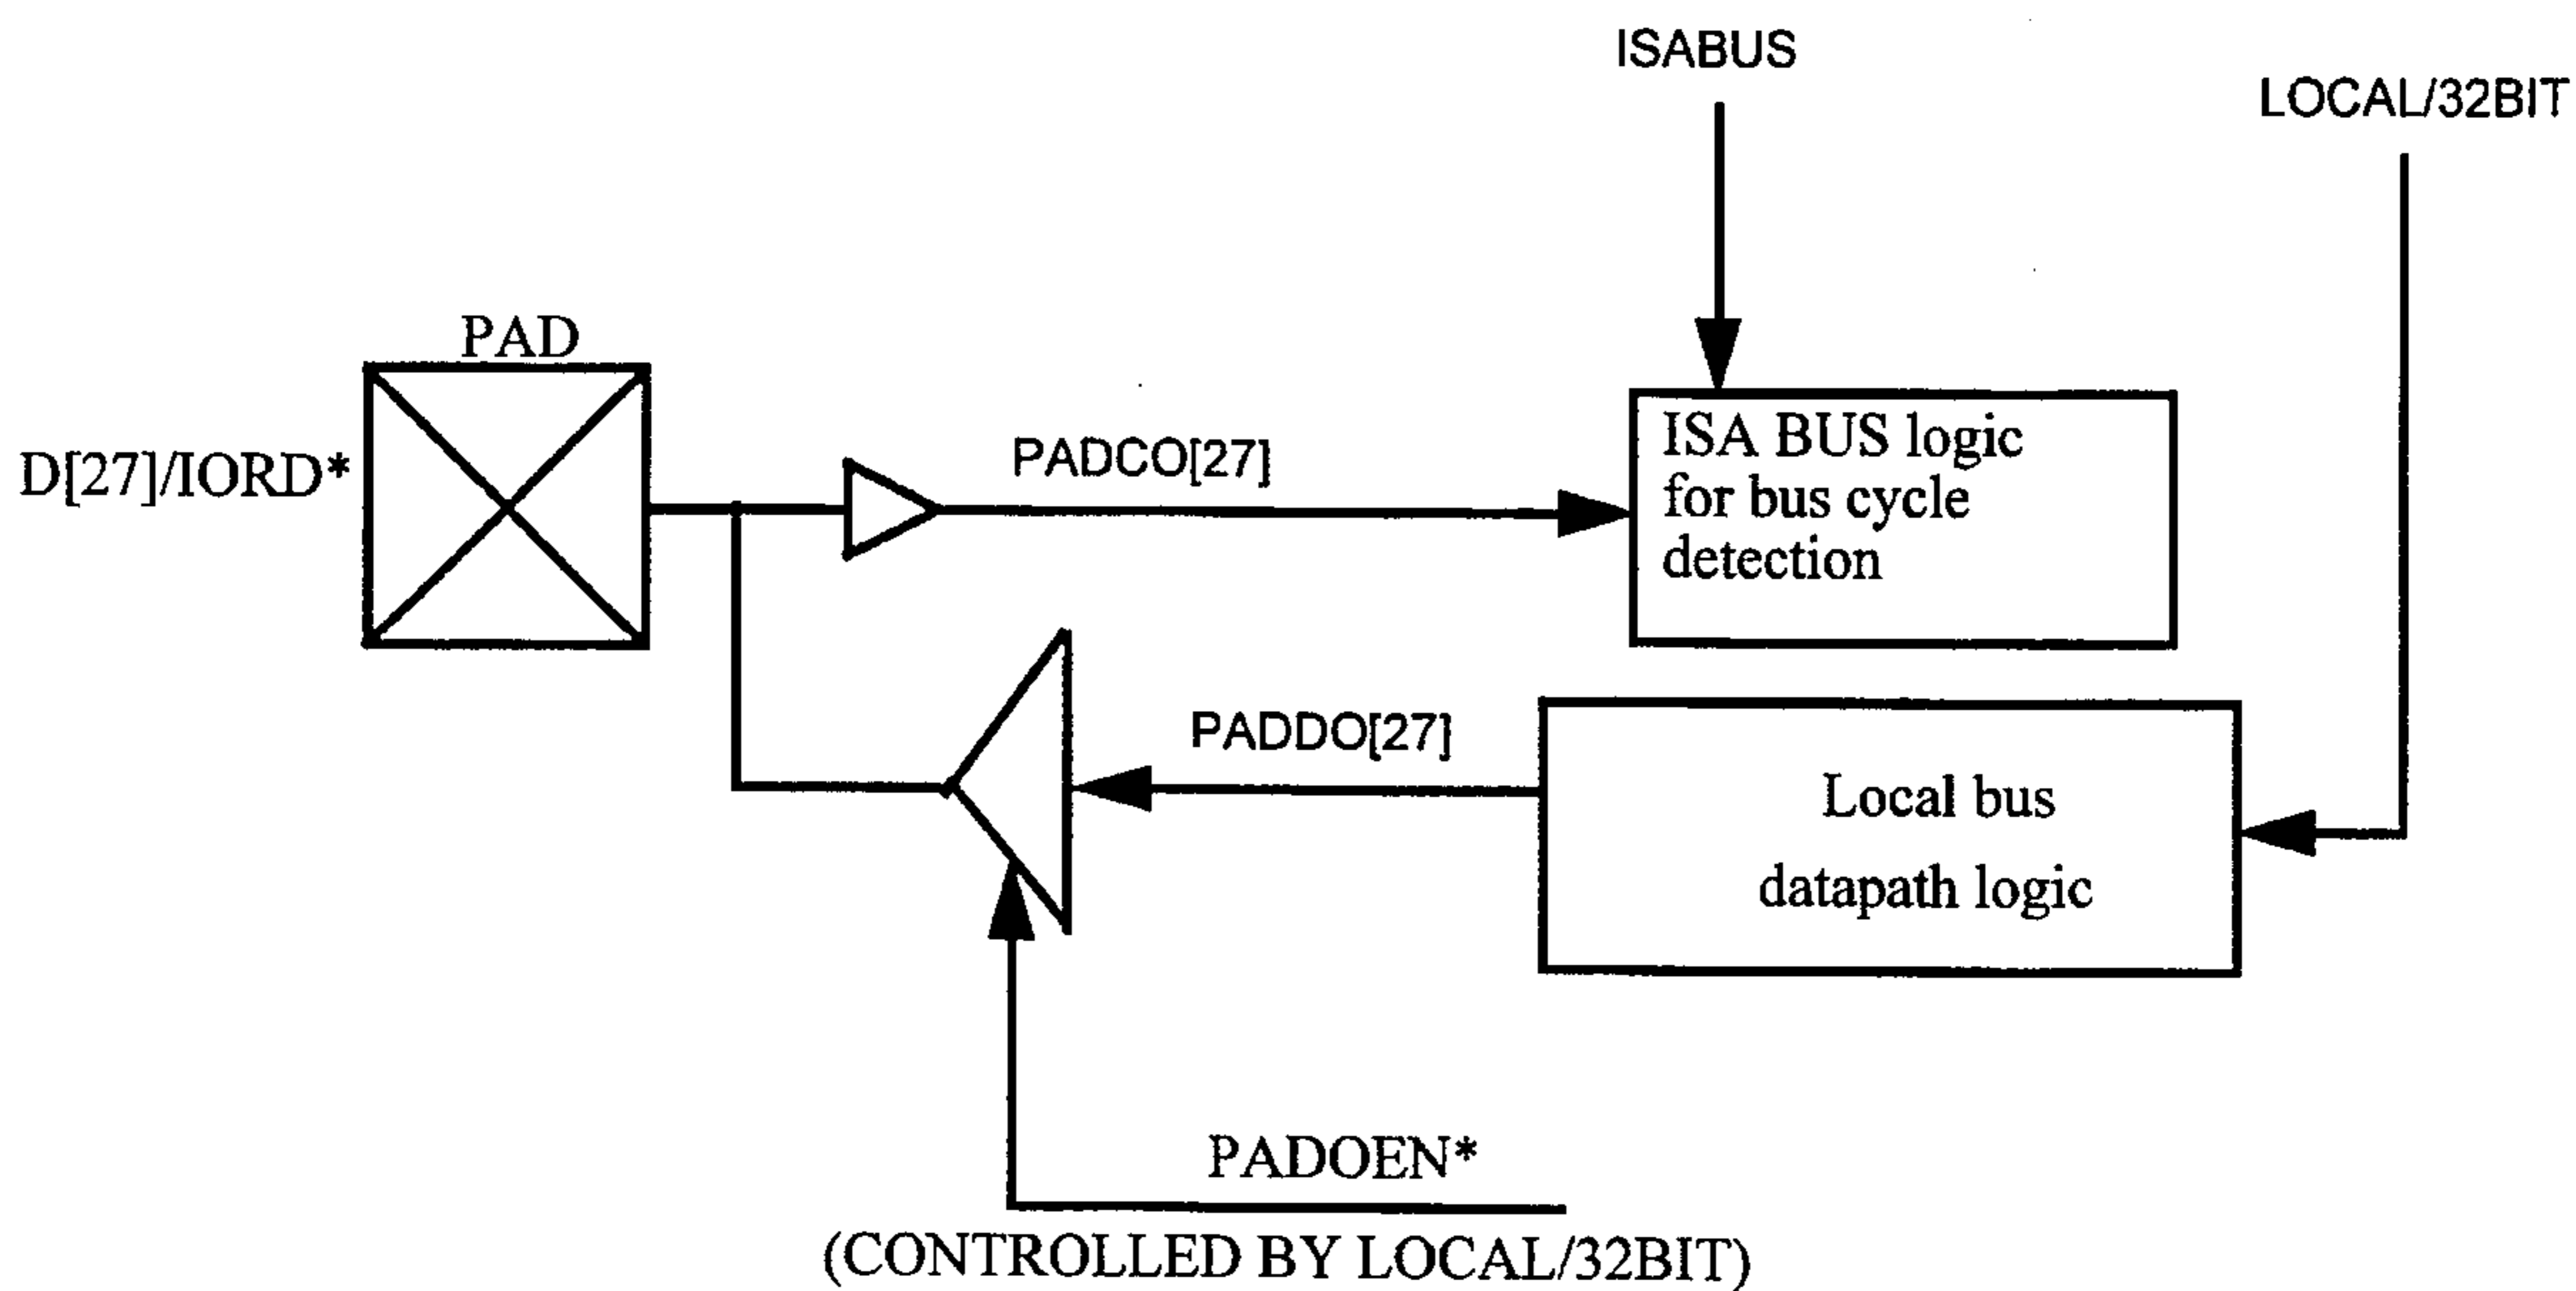 ISABUS
LOCAL/32BIT
PAD
D[27]/IORD*
PADCO[27]
ISA BUS logic
for bus cycle
detection
PADDO[27]
Local bus
datapath logic
PADOEN*
(CONTROLLED BY LOCAL/32BIT)